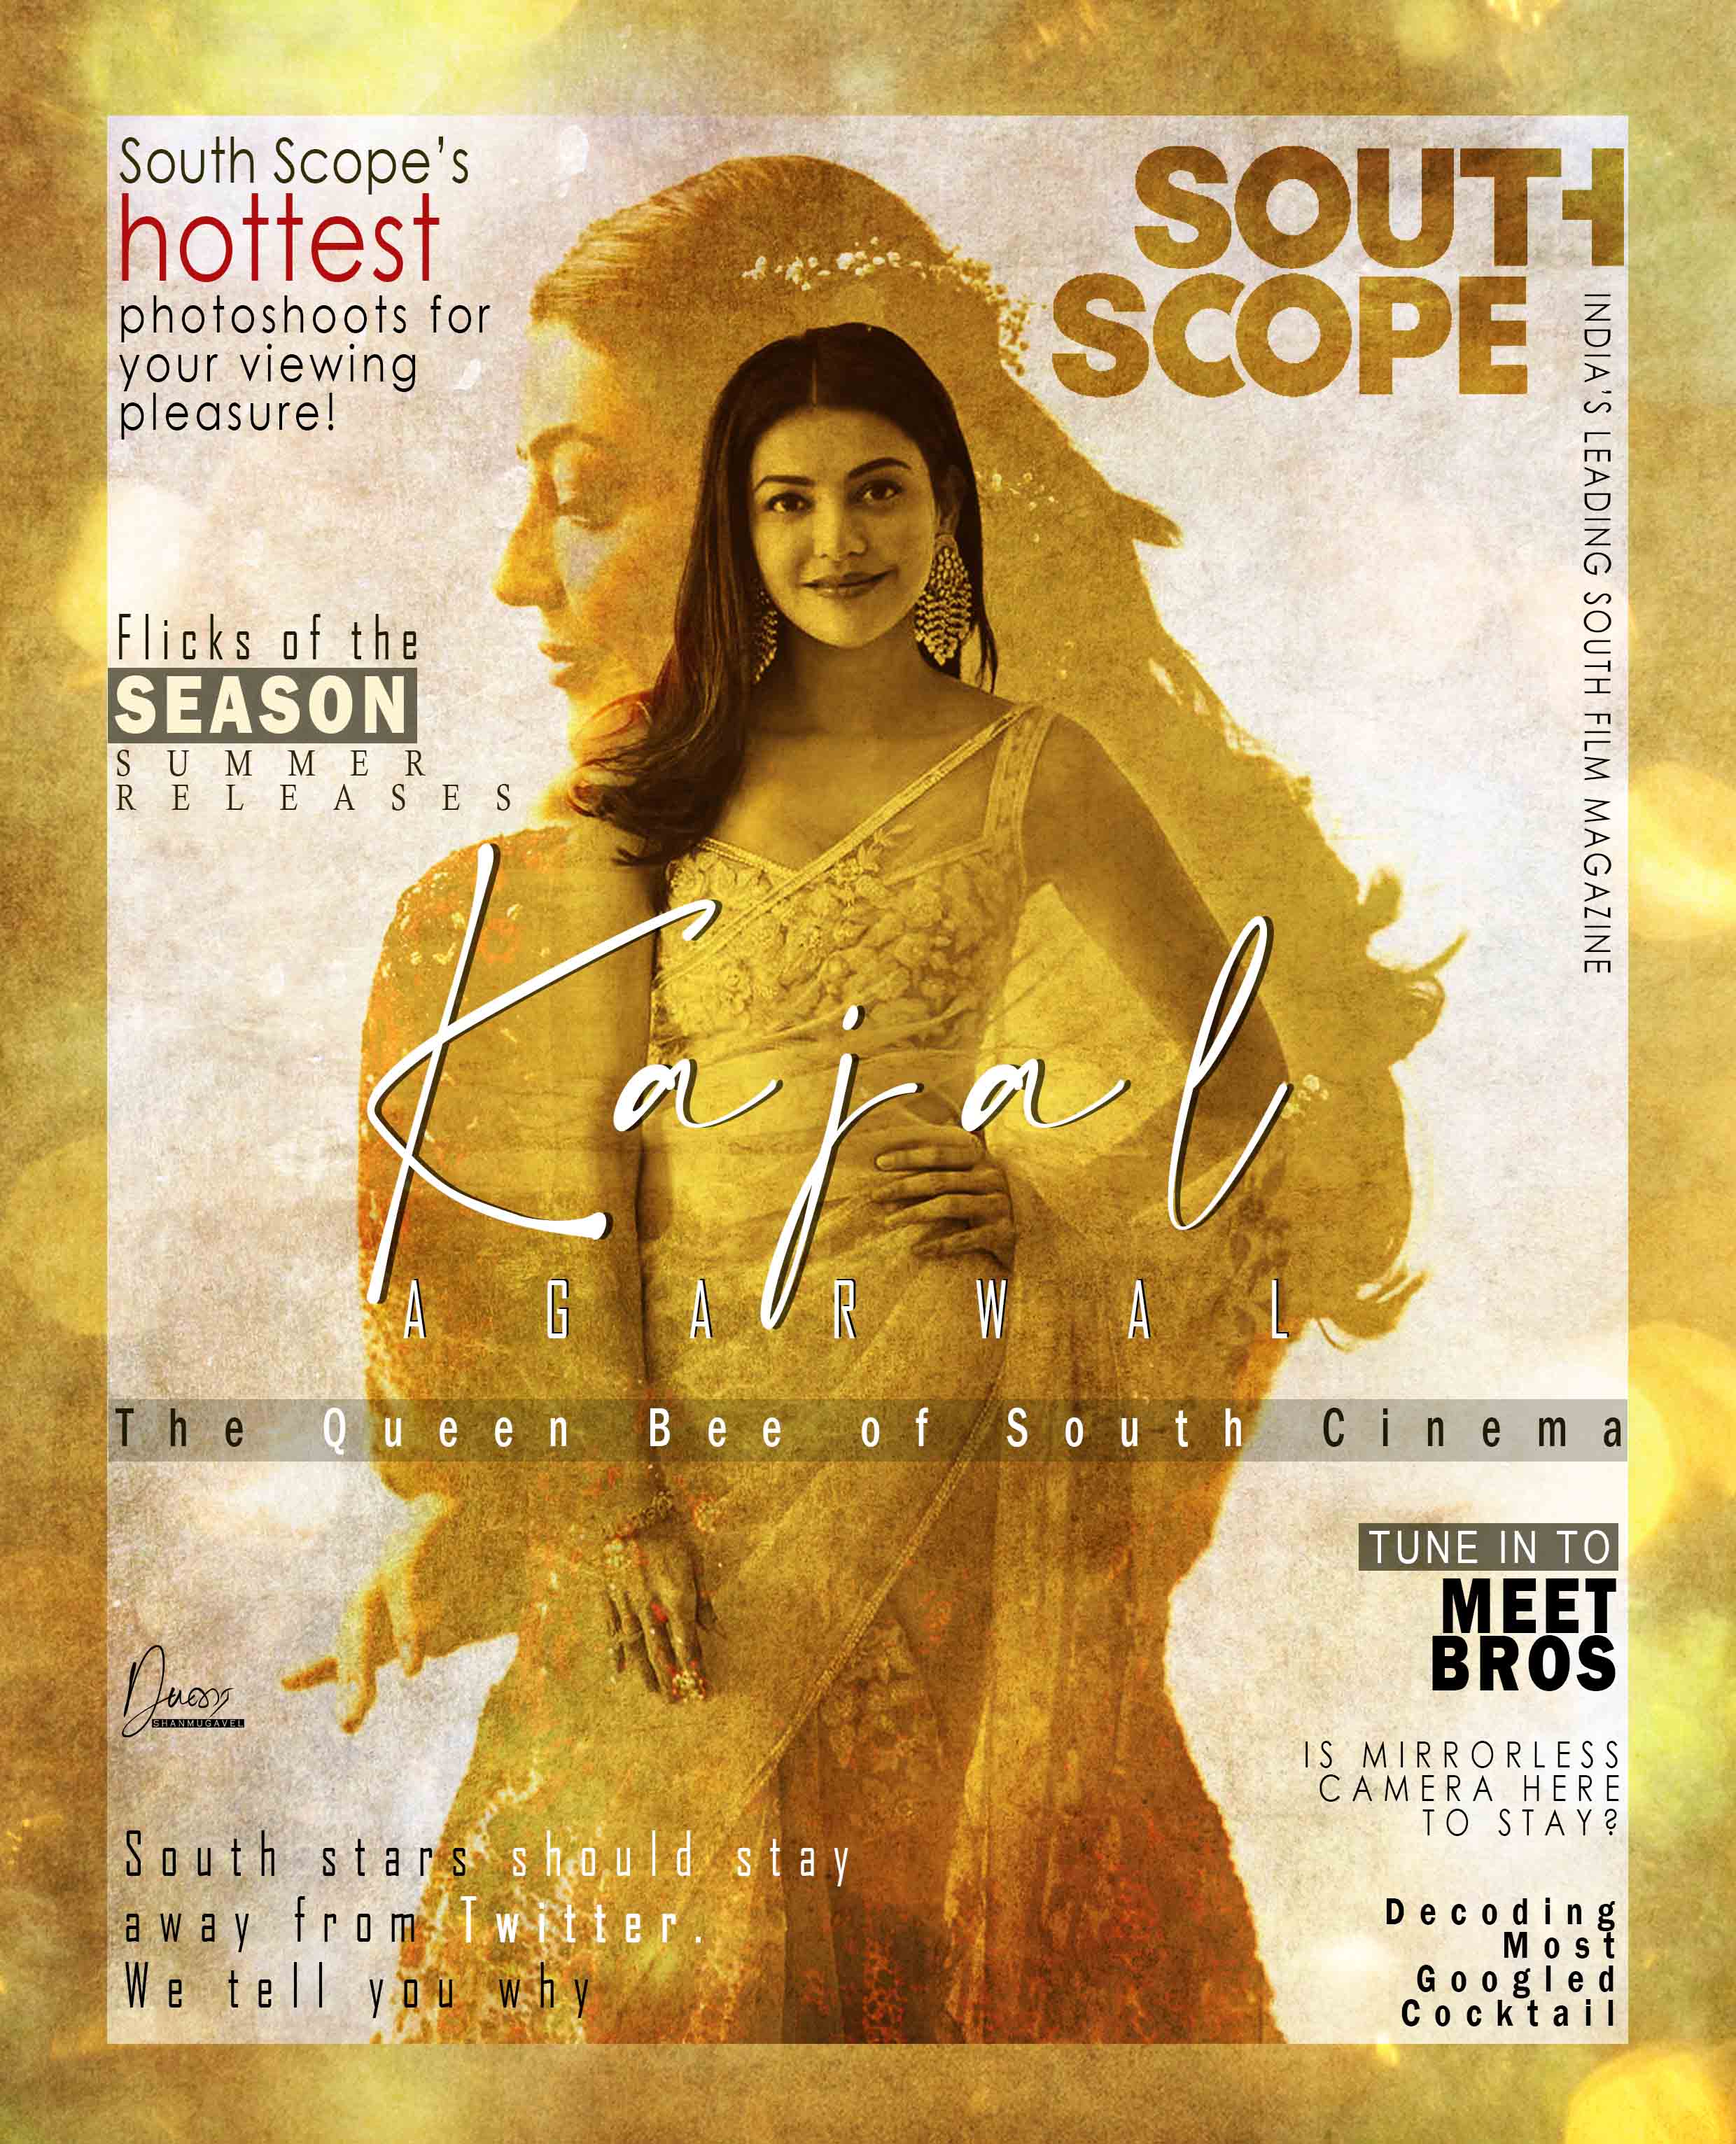 South Scope's
hottest
photoshoots for
your viewing
pleasure!
SOUTH
SCOPE
INDIA'S LEADING SOUTH FILM MAGAZINE
Flicks of the
SEASON
SUMMER
RELEASES
Kajal
AGARWAL
The Queen Bee of South Cinema
TUNE IN TO
MEET
BROS
IS MIRRORLESS
CAMERA HERE
TO STAY?
Decoding
Most
Googled
Cocktail
SHANMUGAVEL
South stars should stay
away from Twitter.
We tell you why